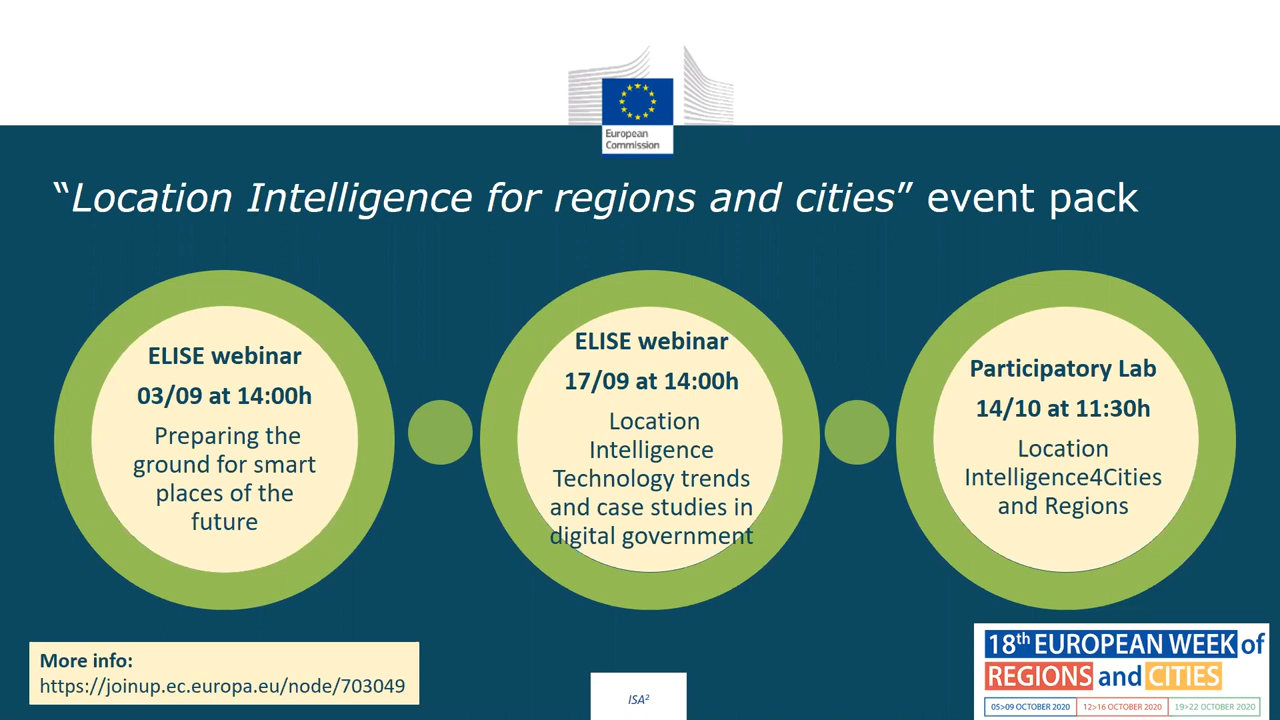 European
Commission
“Location Intelligence for regions and cities” event pack
ELISE webinar
03/09 at 14:00h
Preparing the
ground for smart
places of the
future
ELISE webinar
17/09 at 14:00h
Location
Intelligence
Technology trends
and case studies in
digital government
Participatory Lab
14/10 at 11:30h
Location
Intelligence4Cities
and Regions
More info:
https://joinup.ec.europa.eu/node/703049
ISA²
18th EUROPEAN WEEK of
REGIONS and CITIES
05>09 OCTOBER 2020 12>16 OCTOBER 2020 19>22 OCTOBER 2020